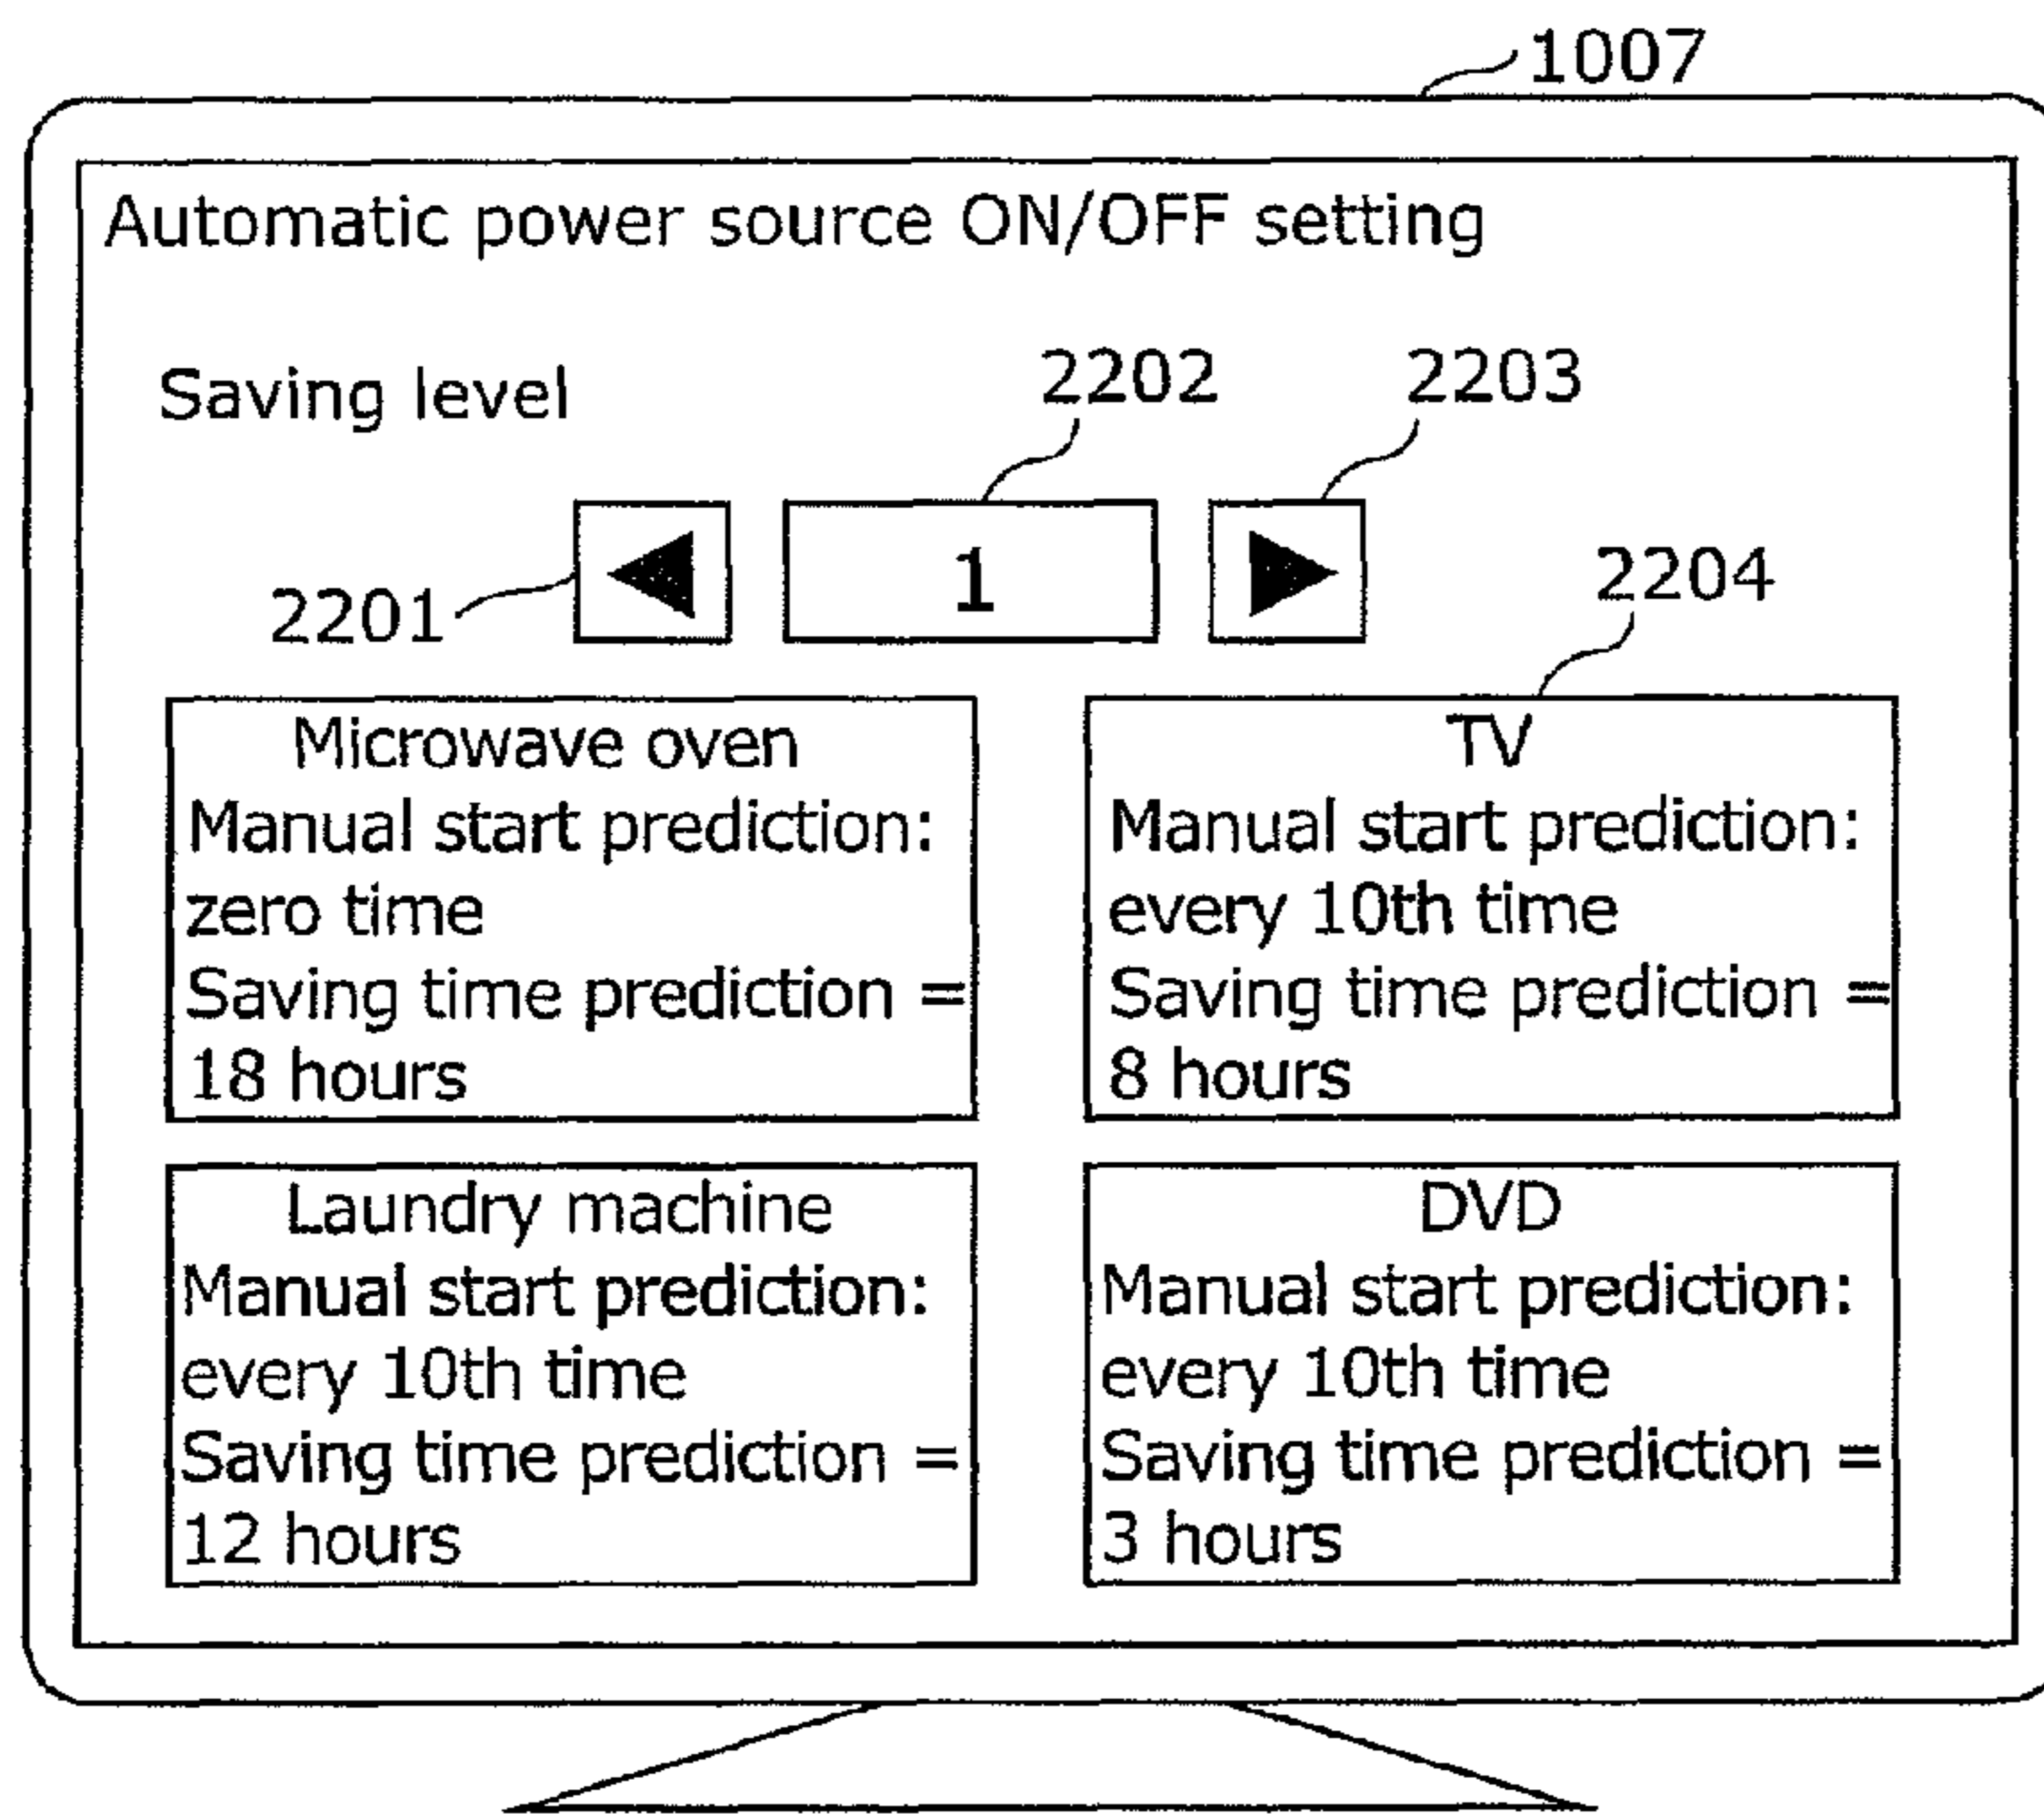 1007
Automatic power source ON/OFF setting
Saving level
2202
2203
2201
◀
1
▶
2204
Microwave oven
Manual start prediction:
zero time
Saving time prediction =
18 hours
TV
Manual start prediction:
every 10th time
Saving time prediction =
8 hours
Laundry machine
Manual start prediction:
every 10th time
Saving time prediction =
12 hours
DVD
Manual start prediction:
every 10th time
Saving time prediction =
3 hours